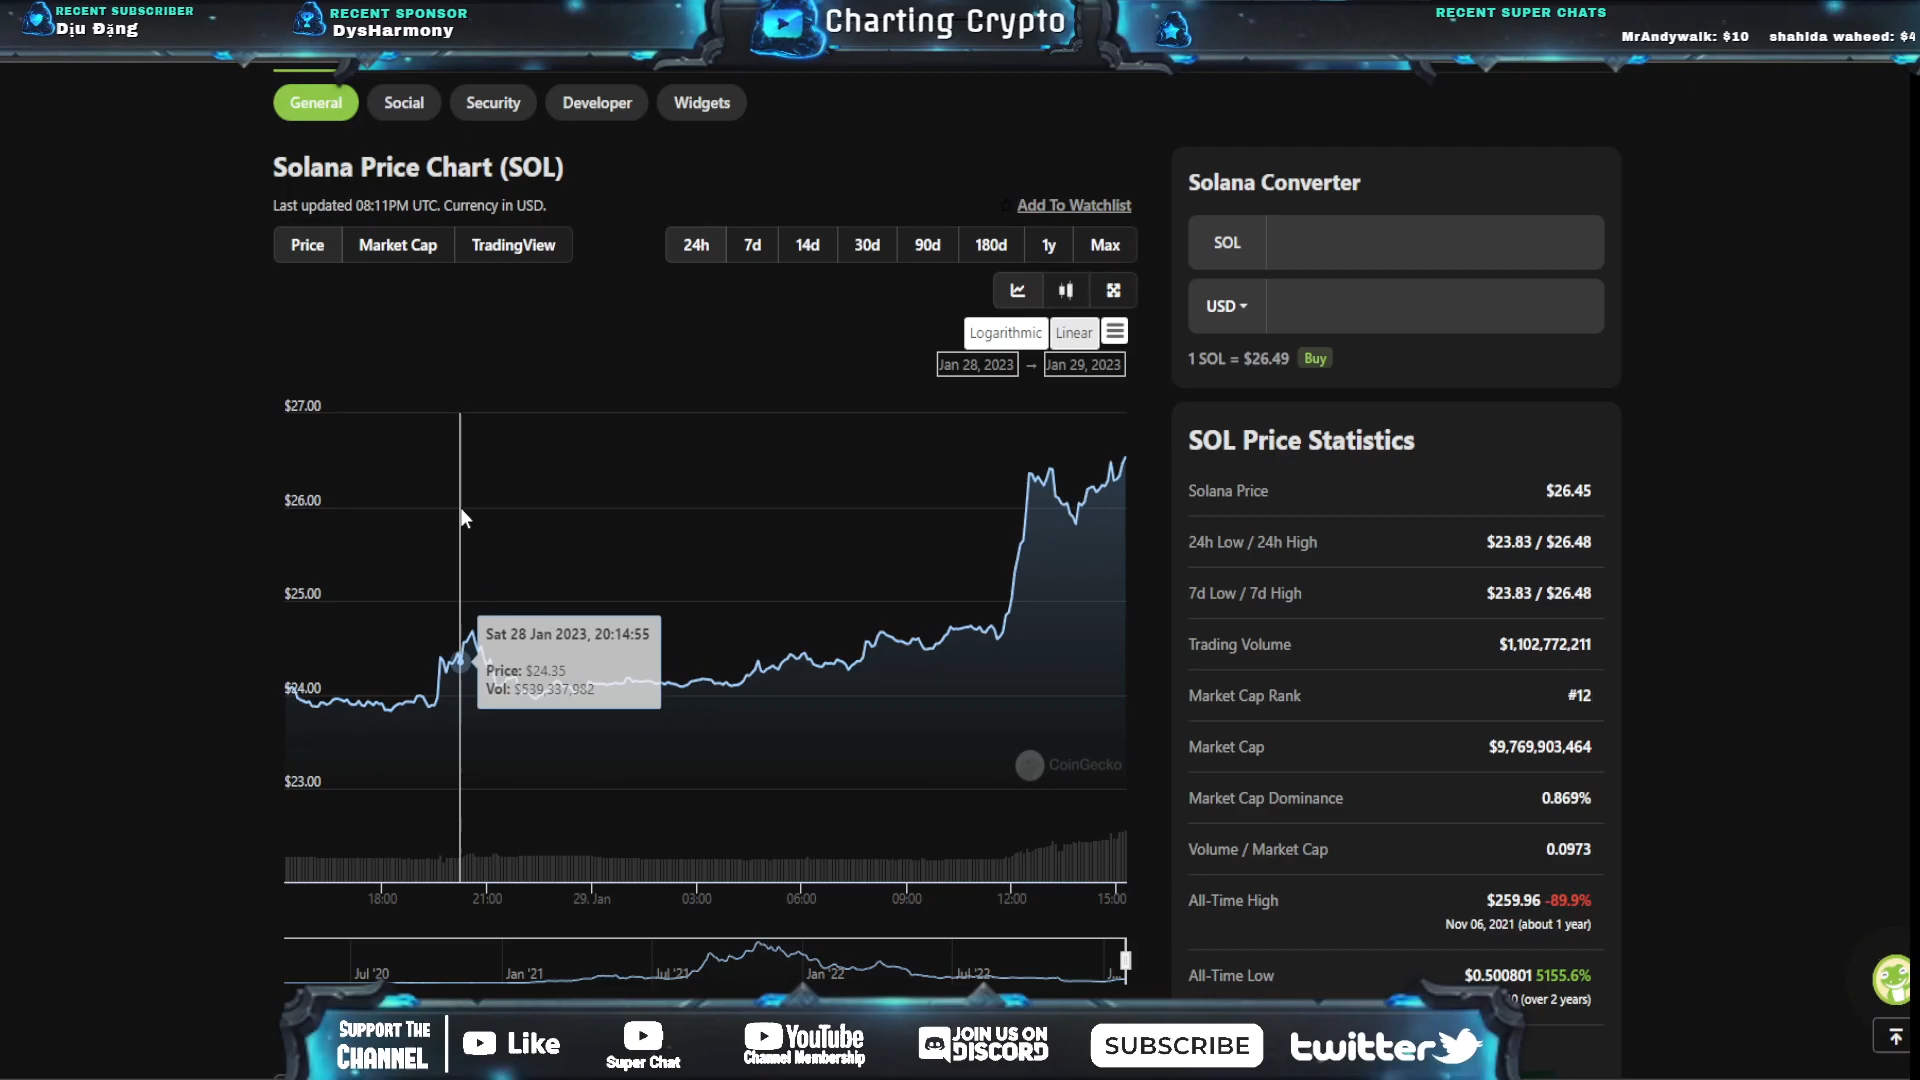 RECENT SUBSCRIBER
Dịu Đặng
RECENT SPONSOR
DysHarmony
Charting Crypto
RECENT SUPER CHATS
MrAndywalk: $10 shahida waheed: $4
General Social Security Developer Widgets
Solana Price Chart (SOL)
Last updated 08:11PM UTC. Currency in USD.
Add To Watchlist
Price Market Cap TradingView
24h 7d 14d 30d 90d 180d 1y Max
Logarithmic Linear
Jan 28, 2023 → Jan 29, 2023
$27.00
$26.00
$25.00
$24.00
$23.00
Sat 28 Jan 2023, 20:14:55
Price: $24.35
Vol: $539,337,982
CoinGecko
18:00 21:00 29. Jan 03:00 06:00 09:00 12:00 15:00
Jul '20 Jan '21 Jul '21 Jan '22 Jul '22 J...
Solana Converter
SOL
USD
1 SOL = $26.49 Buy
SOL Price Statistics
Solana Price $26.45
24h Low / 24h High $23.83 / $26.48
7d Low / 7d High $23.83 / $26.48
Trading Volume $1,102,772,211
Market Cap Rank #12
Market Cap $9,769,903,464
Market Cap Dominance 0.869%
Volume / Market Cap 0.0973
All-Time High $259.96 -89.9%
Nov 06, 2021 (about 1 year)
All-Time Low $0.500801 5155.6%
0 (over 2 years)
SUPPORT THE
CHANNEL
Like
Super Chat
YouTube
Channel Membership
JOIN US ON
DISCORD
SUBSCRIBE
twitter